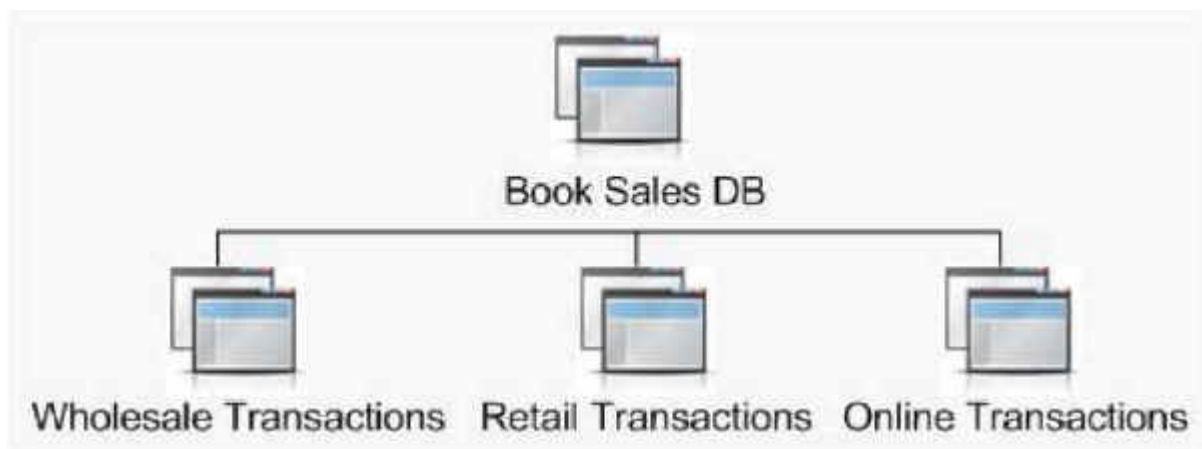 Book Sales DB
Wholesale Transactions
Retail Transactions
Online Transactions